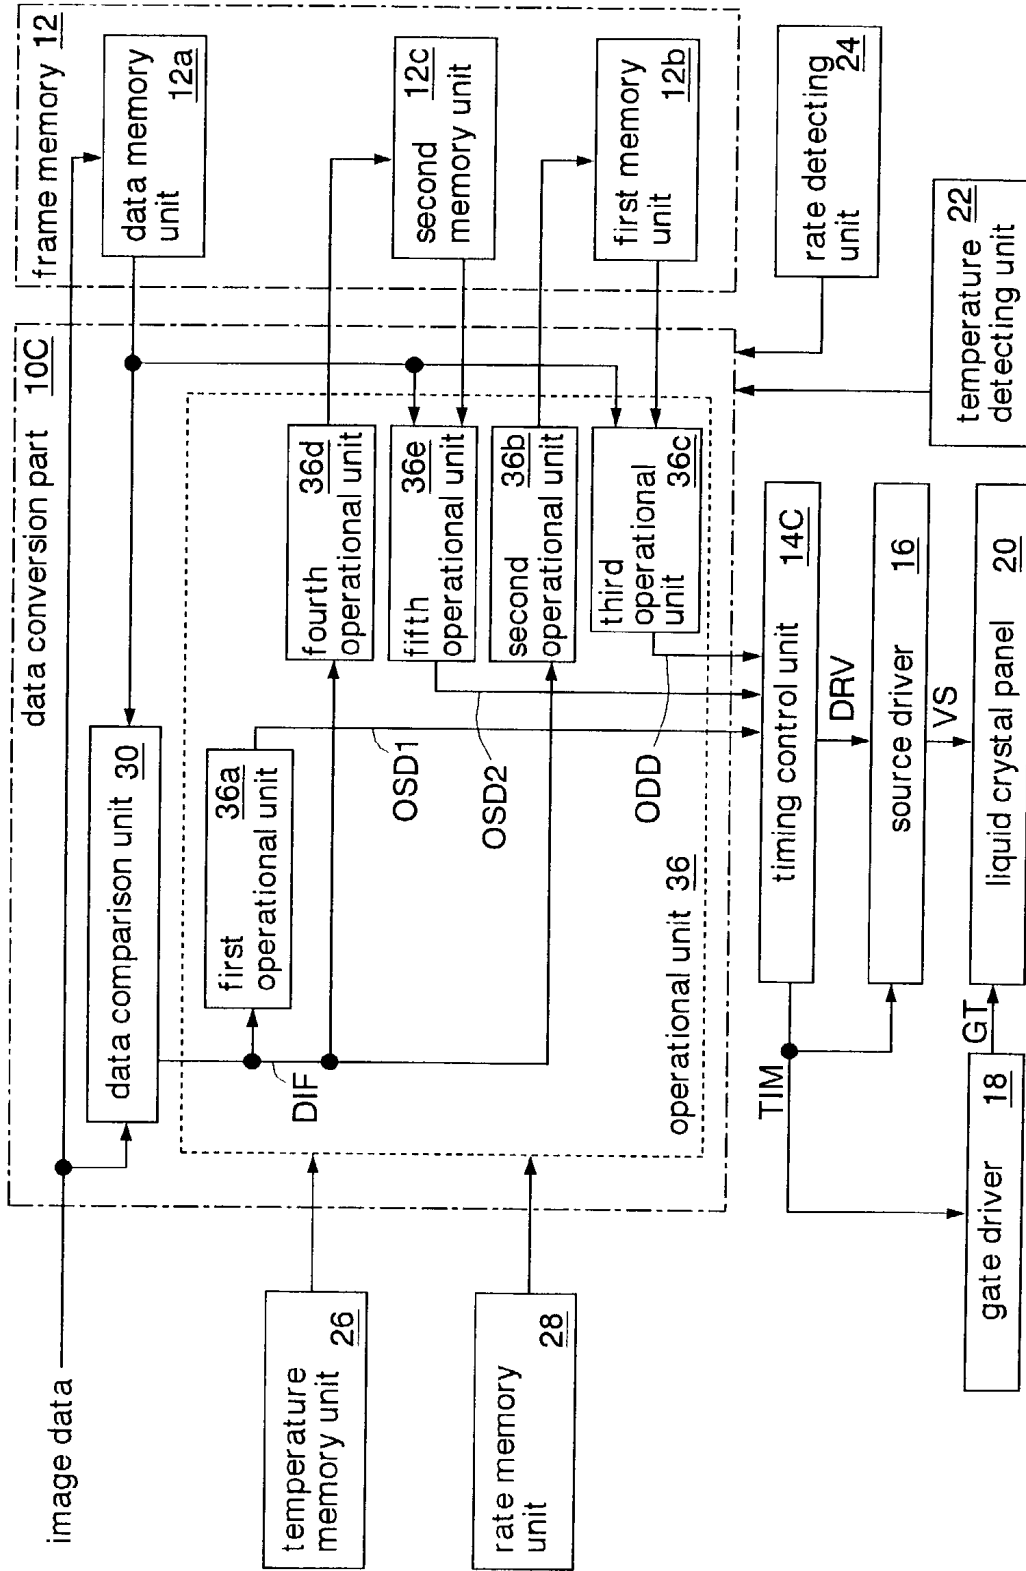 image data
data conversion part 10C
frame memory 12
data comparison unit 30
data memory
unit 12a
first 36a
operational unit
fourth 36d
operational unit
second 12c
memory unit
fifth 36e
operational unit
second 36b
operational unit
first memory
unit 12b
third
operational
unit 36c
DIF
OSD1
OSD2
ODD
operational unit 36
temperature
memory unit 26
rate memory
unit 28
rate detecting
unit 24
temperature 22
detecting unit
timing control unit 14C
TIM
DRV
source driver 16
VS
gate driver 18
GT
liquid crystal panel 20